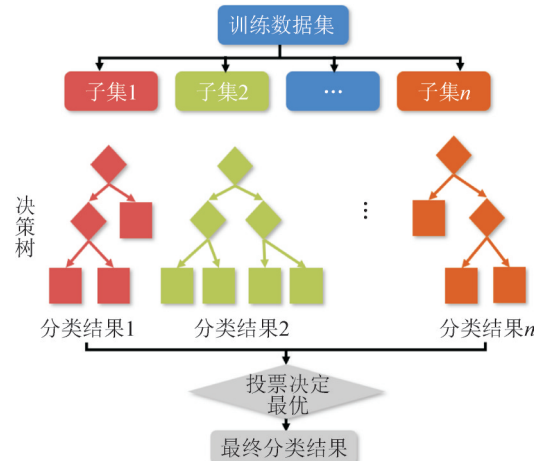 训练数据集
子集1
子集2
…
子集n
决策树
⋮
分类结果1
分类结果2
分类结果n
投票决定
最优
最终分类结果